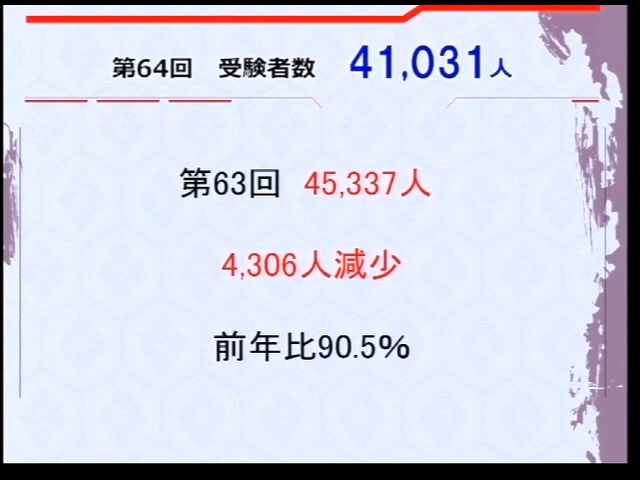 第64回 受験者数 41,031人
第63回 45,337人
4,306人減少
前年比90.5%